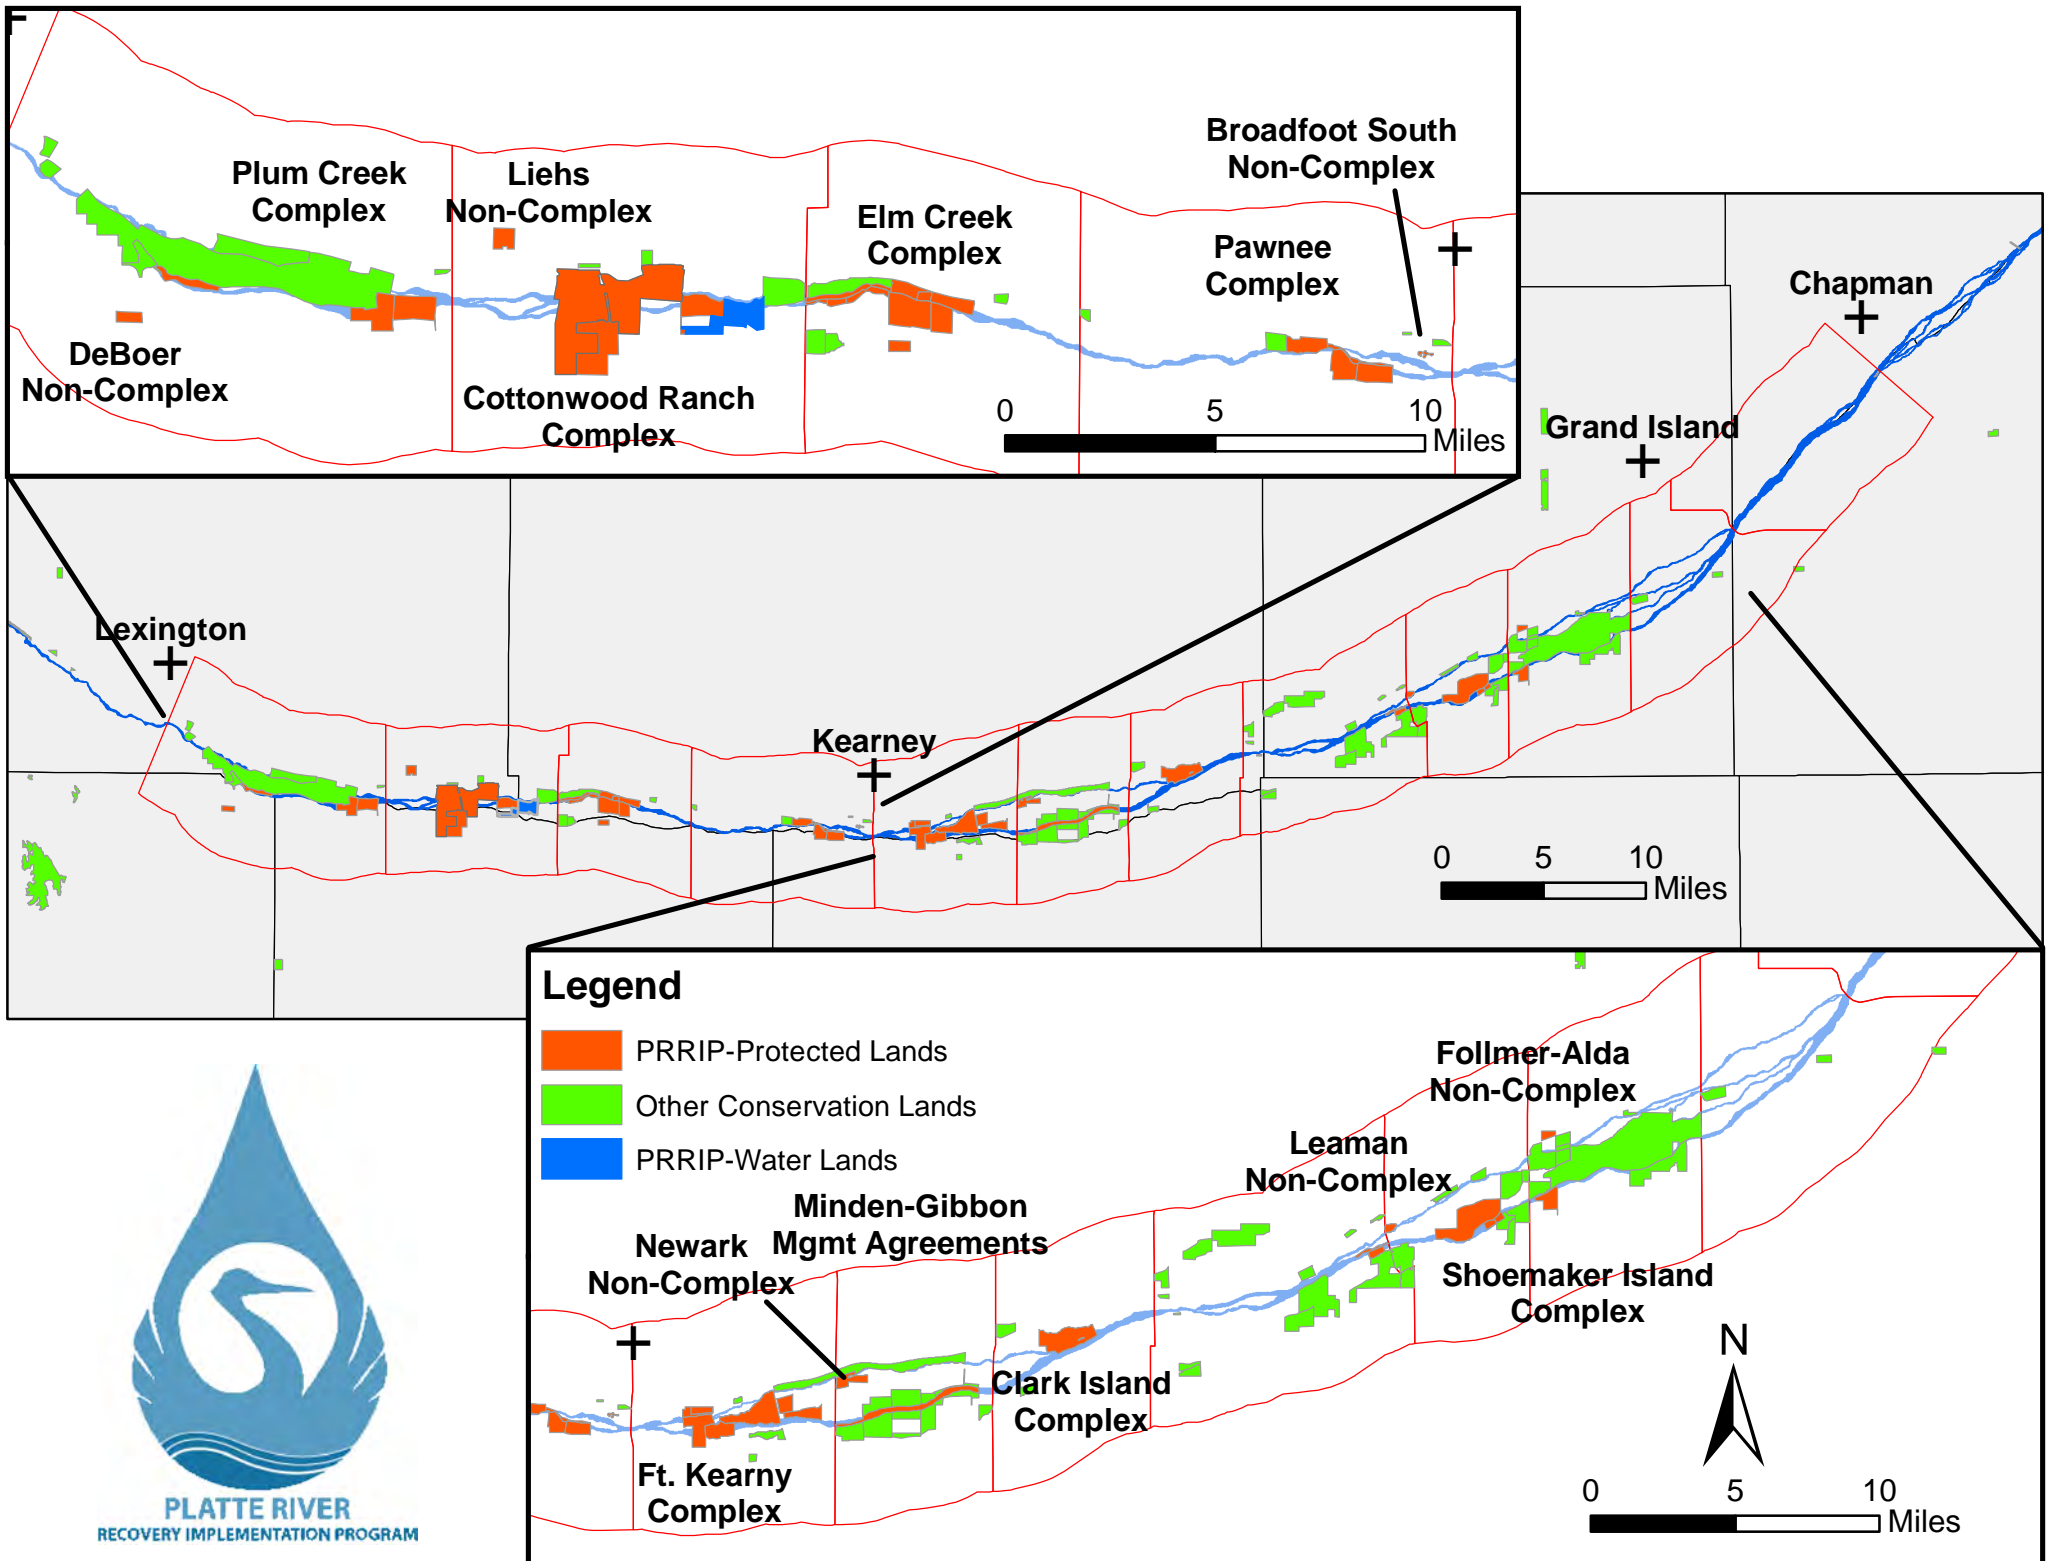 Plum Creek
Complex
Liehs
Non-Complex
Elm Creek
Complex
Broadfoot South
Non-Complex
Pawnee
Complex
DeBoer
Non-Complex
Cottonwood Ranch
Complex
0 5 10
Miles
Chapman
Grand Island
Lexington
Kearney
0 5 10
Miles
Legend
PRRIP-Protected Lands
Other Conservation Lands
PRRIP-Water Lands
Follmer-Alda
Non-Complex
Leaman
Non-Complex
Minden-Gibbon
Mgmt Agreements
Newark
Non-Complex
Shoemaker Island
Complex
Clark Island
Complex
Ft. Kearny
Complex
N
0 5 10
Miles
PLATTE RIVER
RECOVERY IMPLEMENTATION PROGRAM